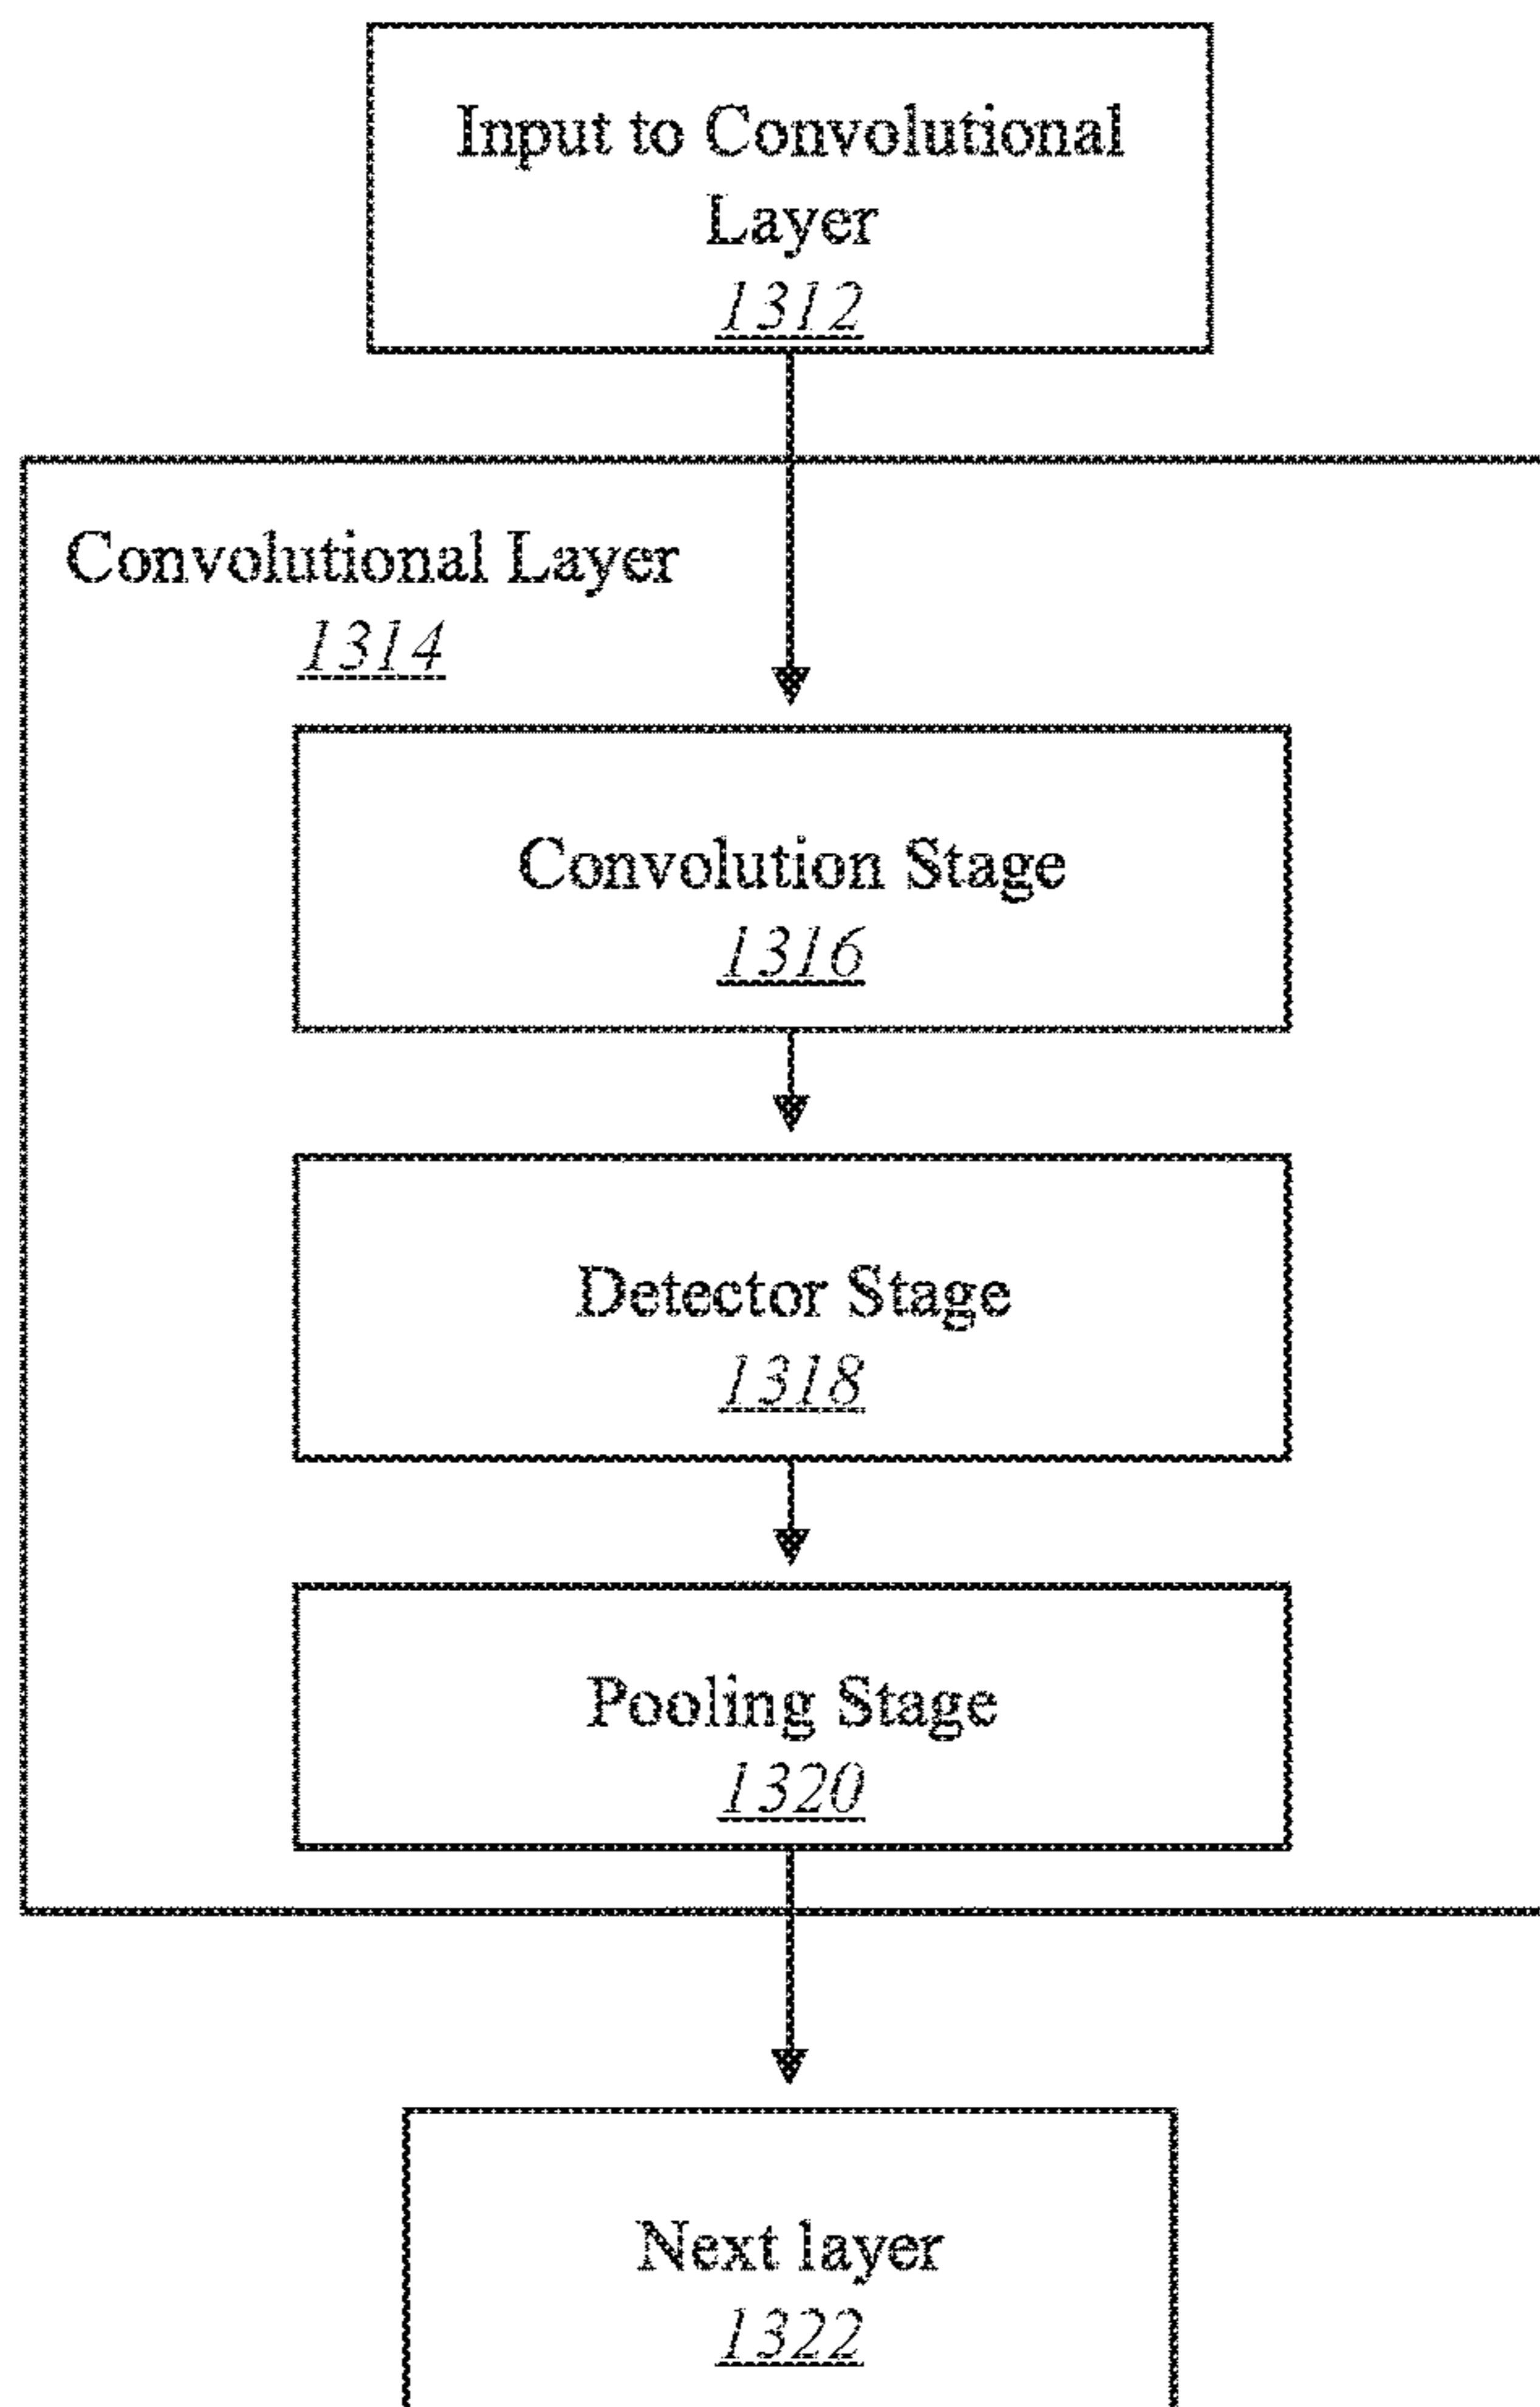 Input to Convolutional
Layer
1312
Convolutional Layer
1314
Convolution Stage
1316
Detector Stage
1318
Pooling Stage
1320
Next layer
1322